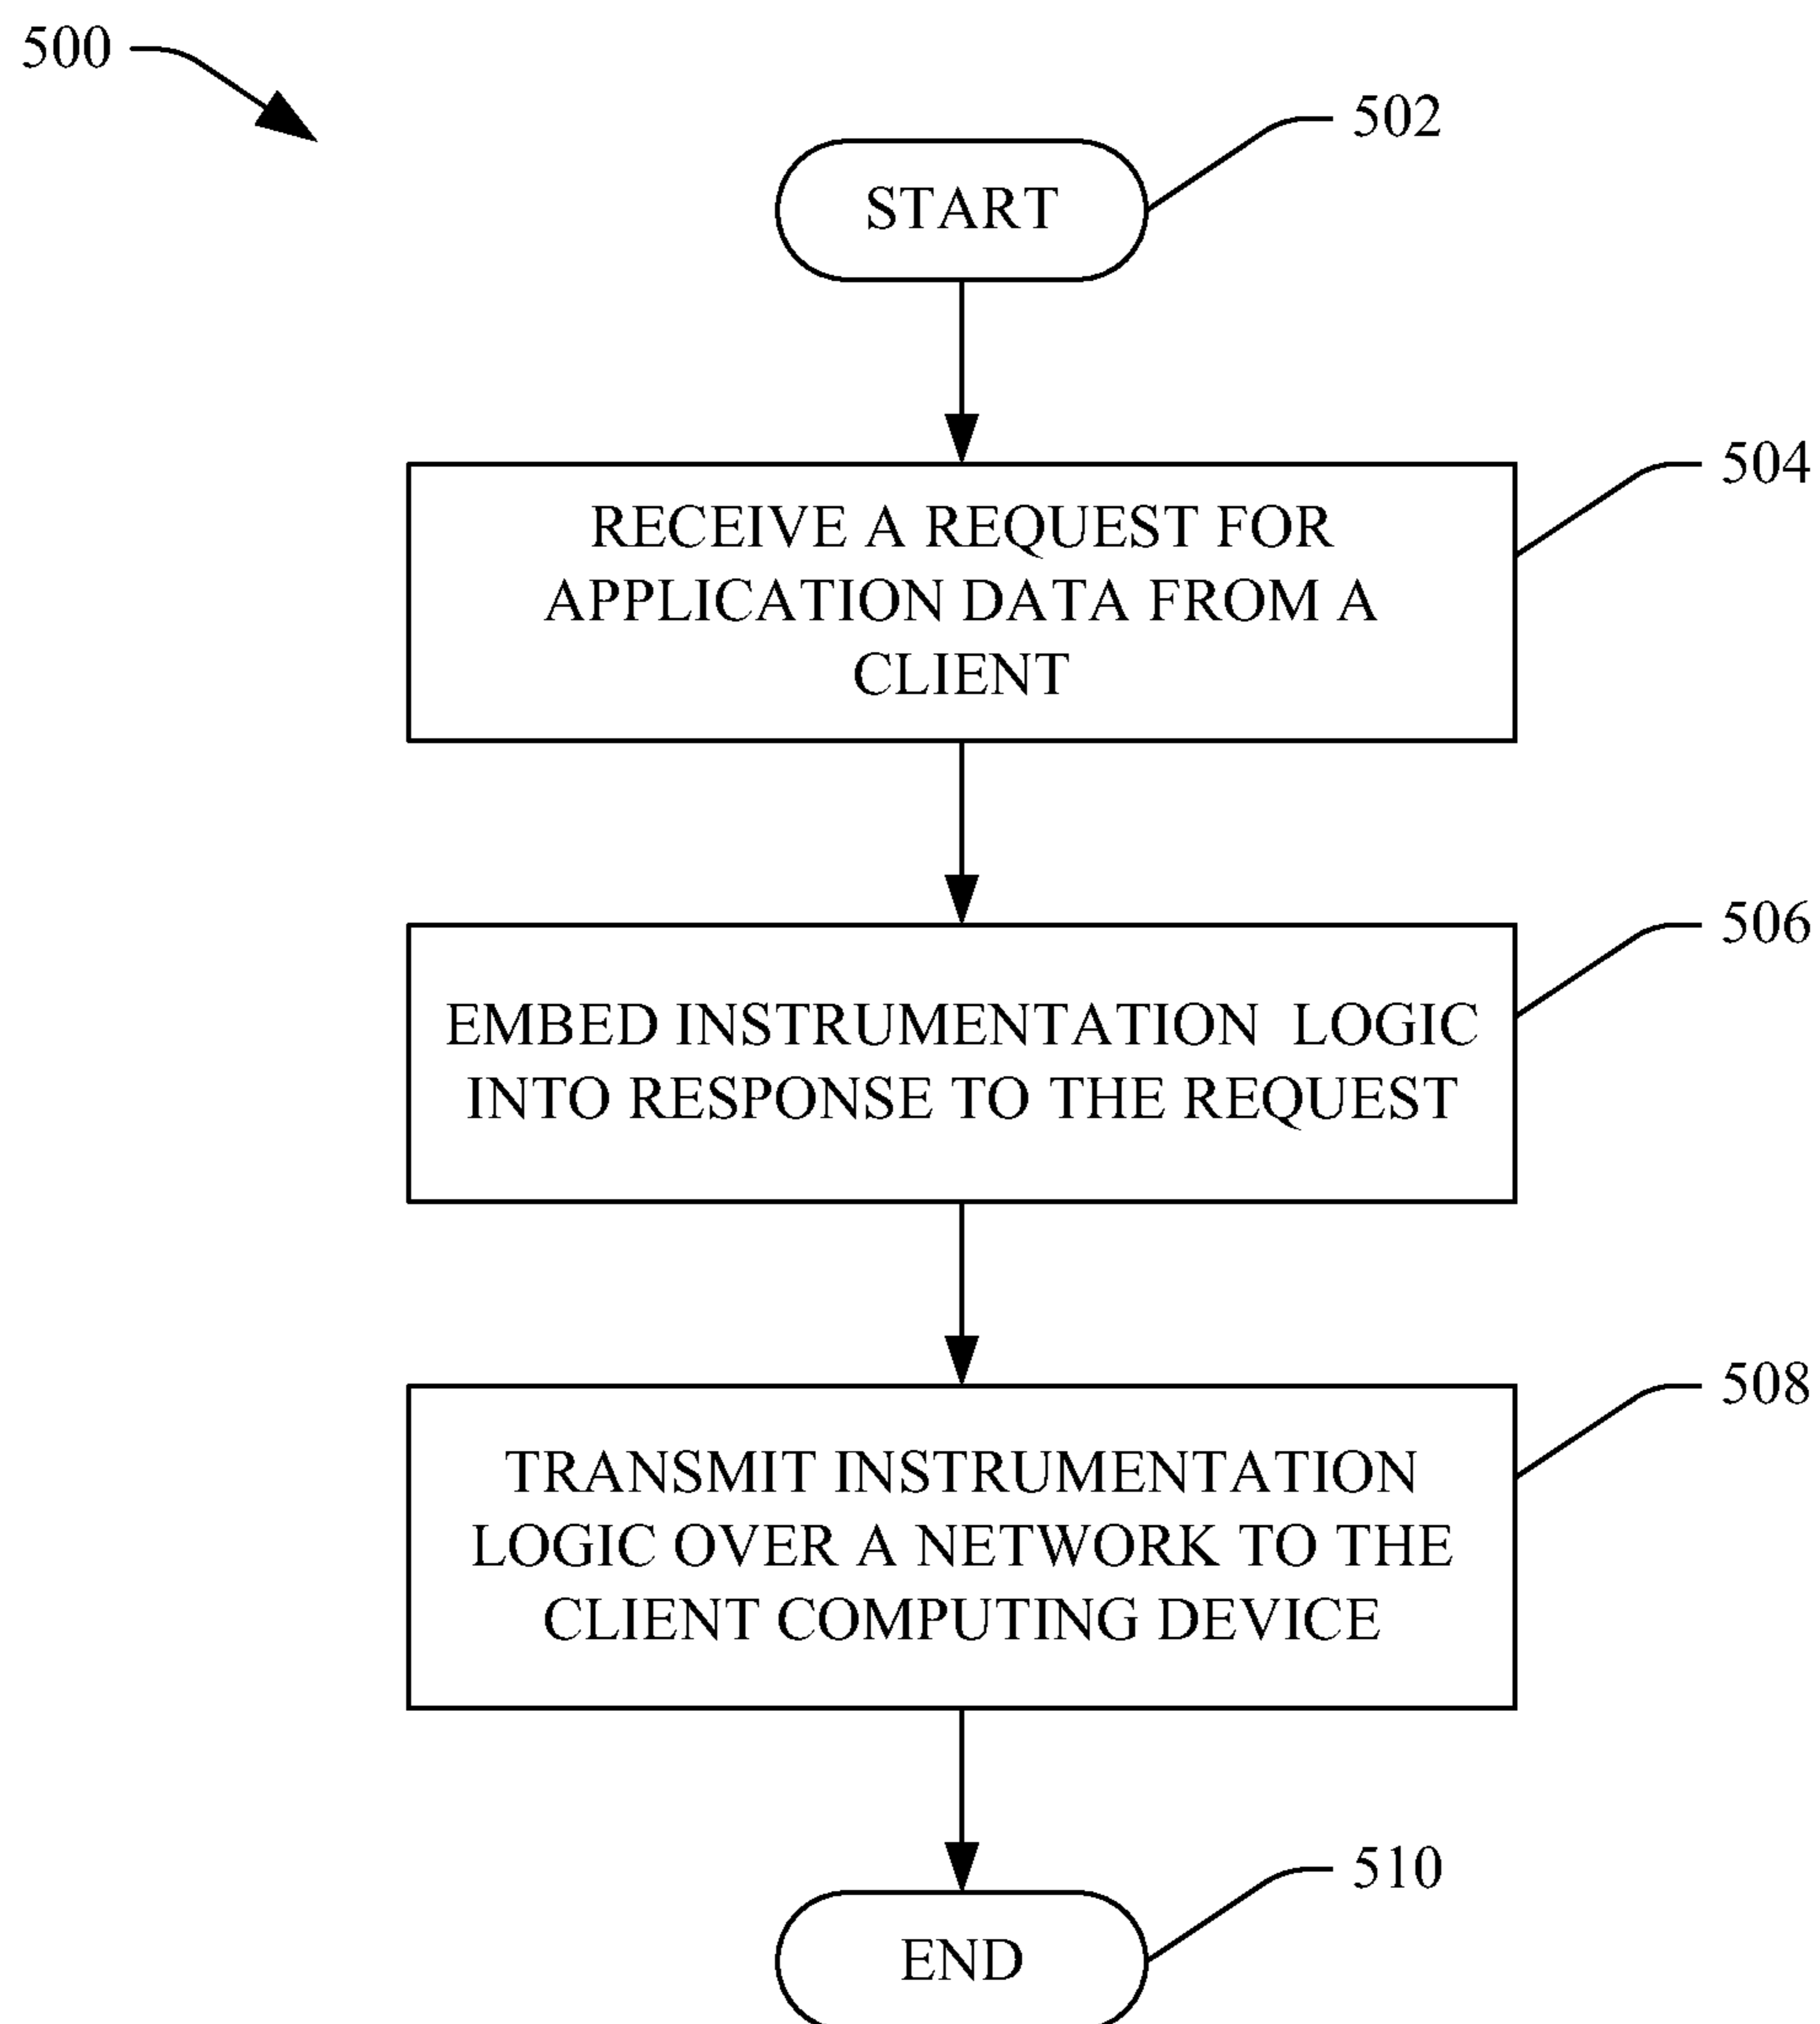 500
502
START
504
RECEIVE A REQUEST FOR
APPLICATION DATA FROM A
CLIENT
506
EMBED INSTRUMENTATION LOGIC
INTO RESPONSE TO THE REQUEST
508
TRANSMIT INSTRUMENTATION
LOGIC OVER A NETWORK TO THE
CLIENT COMPUTING DEVICE
510
END